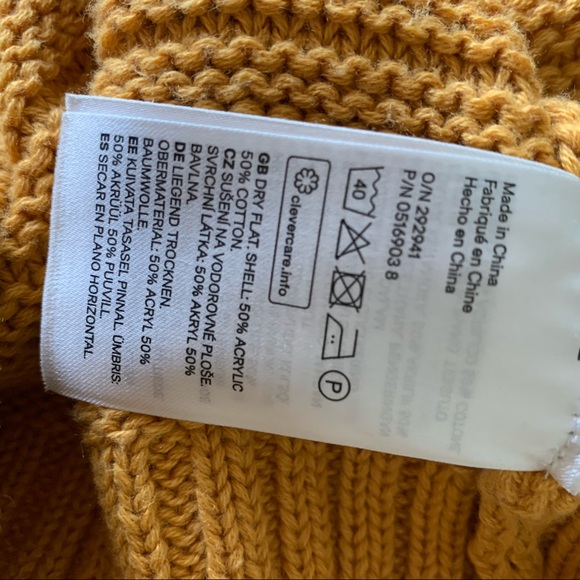 Made in China
Fabriqué en Chine
Hecho en China
O/N 292941
P/N 0516903 8
40
P
clevercare.info
GB DRY FLAT. SHELL: 50% ACRYLIC
50% COTTON.
CZ SUŠENÍ NA VODOROVNÉ PLOŠE.
SVRCHNÍ LÁTKA: 50% AKRYL 50%
BAVLNA.
DE LIEGEND TROCKNEN.
OBERMATERIAL: 50% ACRYL 50%
BAUMWOLLE.
EE KUIVATA TASASEL PINNAL ÜMBRIS:
50% AKRÜÜL 50% PUUVILL.
ES SECAR EN PLANO HORIZONTAL.